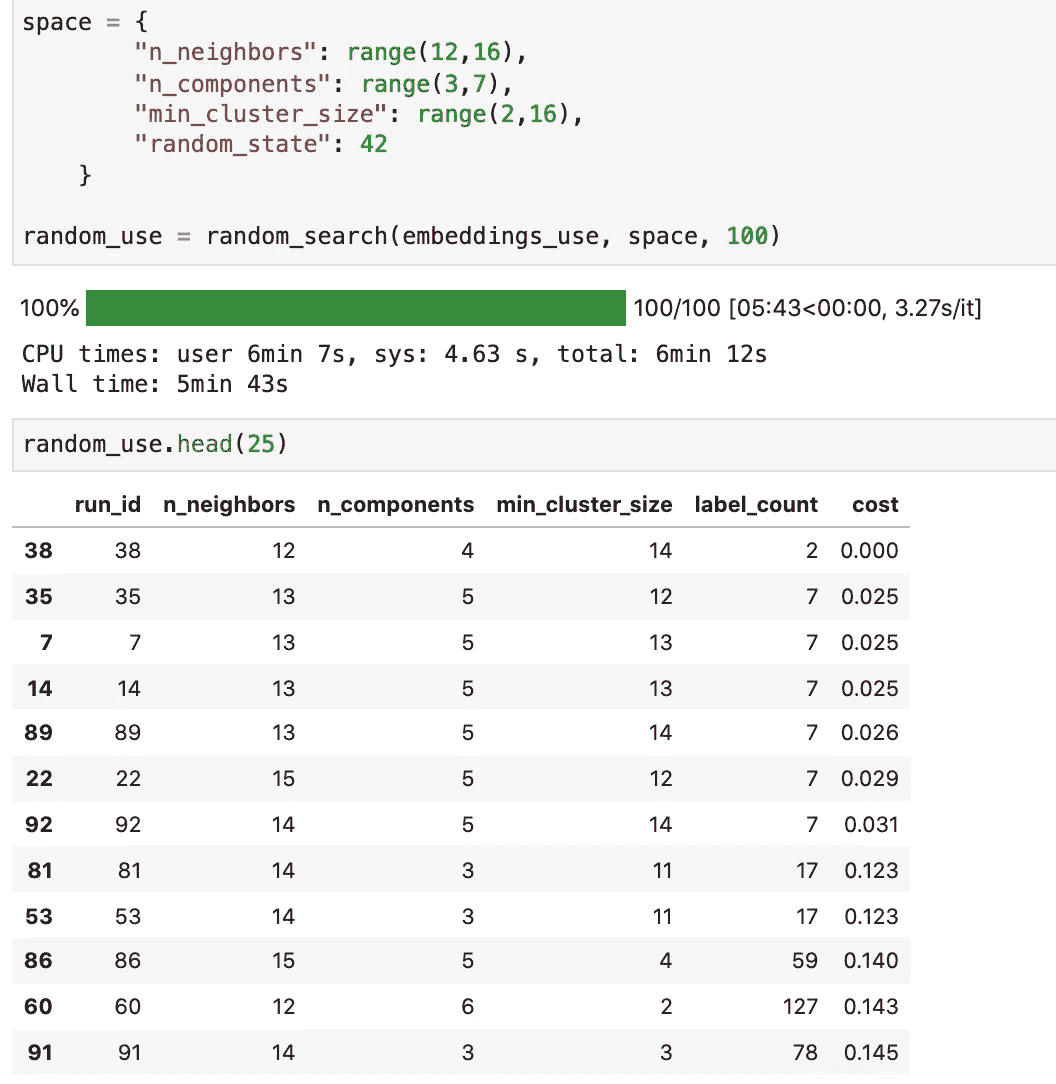 space = {
"n_neighbors": range(12,16),
"n_components": range(3,7),
"min_cluster_size": range(2,16),
"random_state": 42
}
random_use = random_search(embeddings_use, space, 100)
100% 100/100 [05:43<00:00, 3.27s/it]
CPU times: user 6min 7s, sys: 4.63 s, total: 6min 12s
Wall time: 5min 43s
random_use.head(25)
run_id n_neighbors n_components min_cluster_size label_count cost
38 38 12 4 14 2 0.000
35 35 13 5 12 7 0.025
7 7 13 5 13 7 0.025
14 14 13 5 13 7 0.025
89 89 13 5 14 7 0.026
22 22 15 5 12 7 0.029
92 92 14 5 14 7 0.031
81 81 14 3 11 17 0.123
53 53 14 3 11 17 0.123
86 86 15 5 4 59 0.140
60 60 12 6 2 127 0.143
91 91 14 3 3 78 0.145